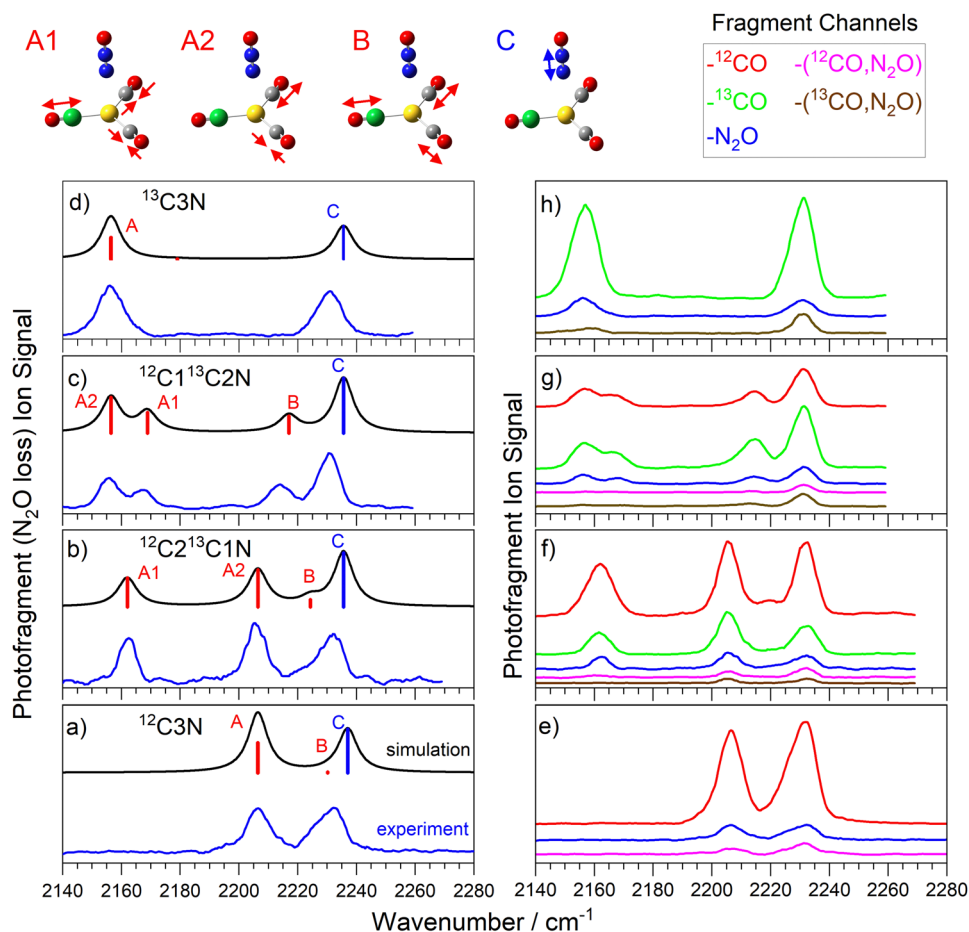 A1 A2 B C Fragment Channels
-¹²CO -(¹²CO,N₂O)
-¹³CO -(¹³CO,N₂O)
-N₂O
Photofragment (N₂O loss) Ion Signal
d) ¹³C3N
A
C
c) ¹²C1¹³C2N
A2
A1
B
C
b) ¹²C2¹³C1N
A1
A2
B
C
a) ¹²C3N
A
B
C
simulation
experiment
2140 2160 2180 2200 2220 2240 2260 2280
Photofragment Ion Signal
h)
g)
f)
e)
2140 2160 2180 2200 2220 2240 2260 2280
Wavenumber / cm⁻¹